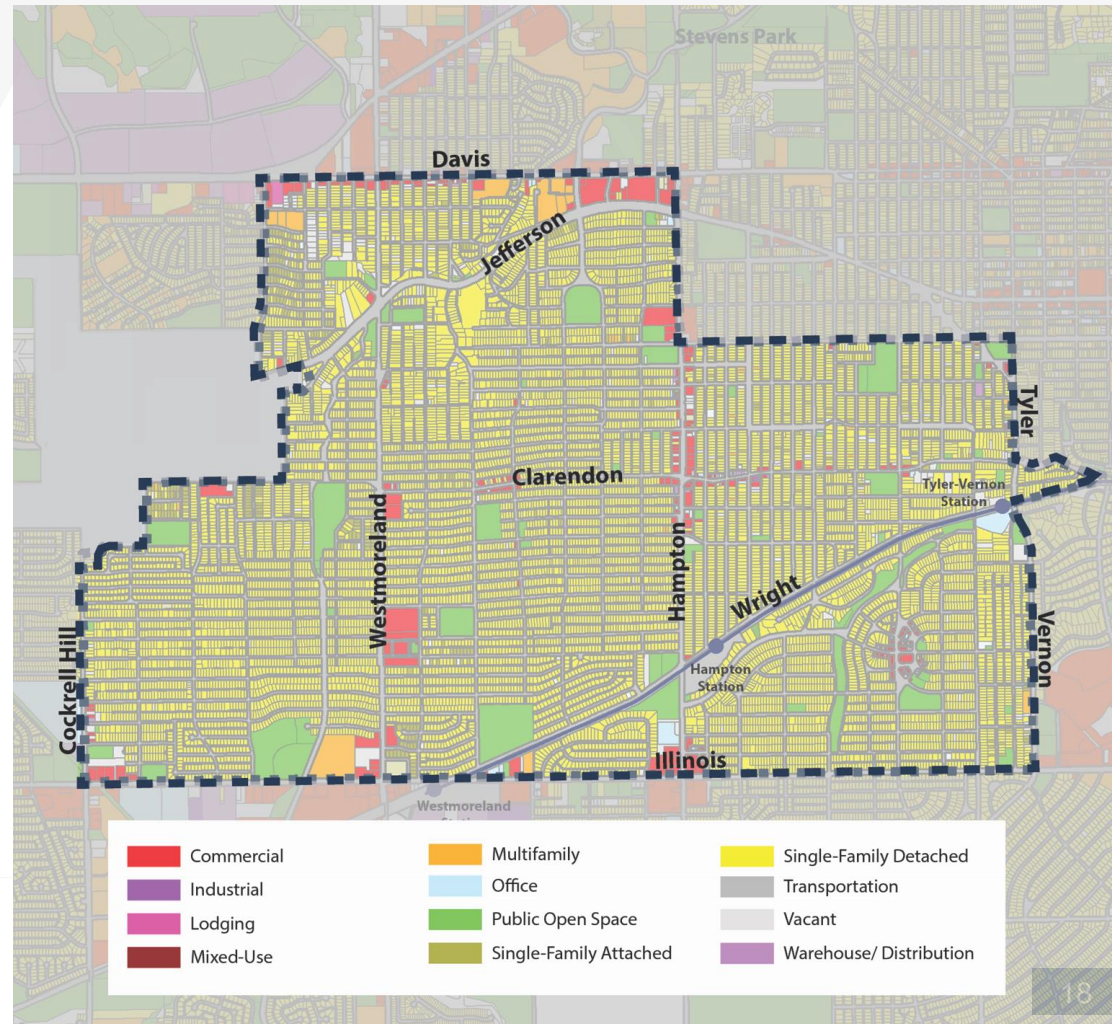 Stevens Park
Davis
Jefferson
Tyler
Clarendon
Tyler-Vernon
Station
Westmoreland
Hampton
Wright
Vernon
Cockrell Hill
Hampton
Station
Illinois
Westmoreland
Station
Commercial
Industrial
Lodging
Mixed-Use
Multifamily
Office
Public Open Space
Single-Family Attached
Single-Family Detached
Transportation
Vacant
Warehouse/ Distribution
18